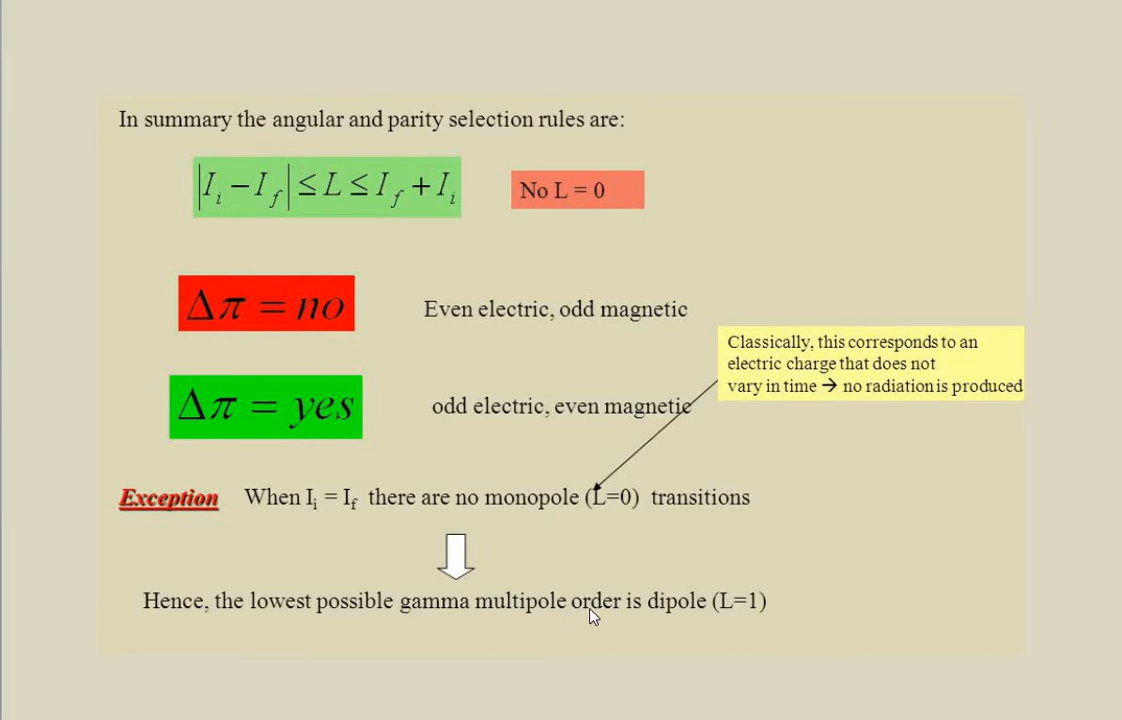 In summary the angular and parity selection rules are:
|I_i − I_f| ≤ L ≤ I_f + I_i
No L = 0
Δπ = no
Even electric, odd magnetic
Classically, this corresponds to an
electric charge that does not
vary in time → no radiation is produced
Δπ = yes
odd electric, even magnetic
Exception When I_i = I_f there are no monopole (L=0) transitions
Hence, the lowest possible gamma multipole order is dipole (L=1)